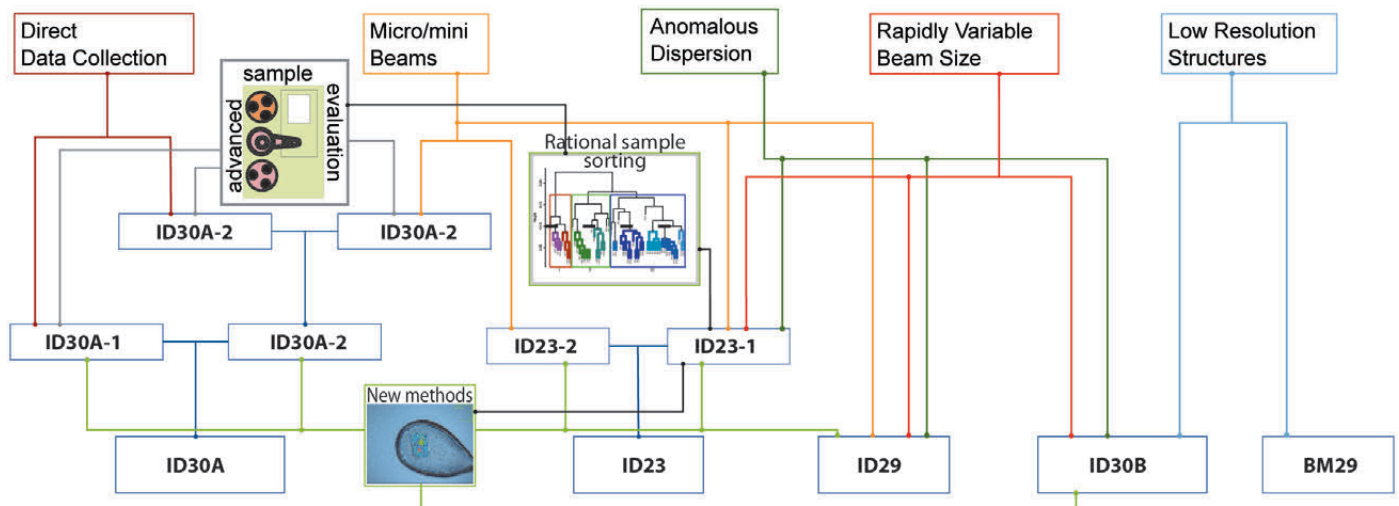 Direct
Data Collection
Micro/mini
Beams
Anomalous
Dispersion
Rapidly Variable
Beam Size
Low Resolution
Structures
sample
evaluation
advanced
Rational sample
sorting
ID30A-2
ID30A-2
ID30A-1
ID30A-2
ID23-2
ID23-1
New methods
ID30A
ID23
ID29
ID30B
BM29